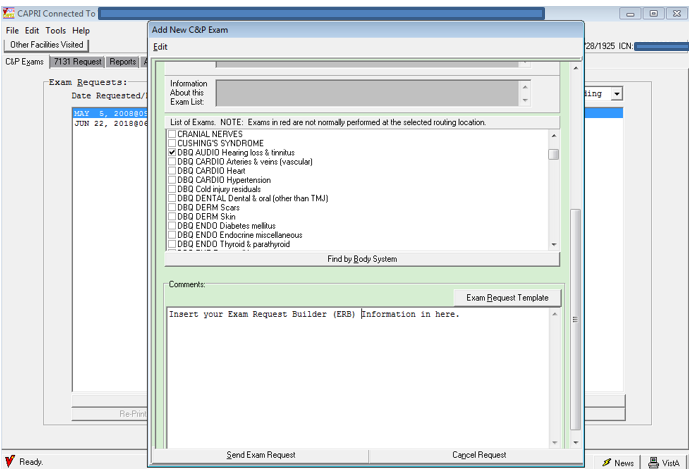 CAPRI Connected To
File Edit Tools Help
Other Facilities Visited
/28/1925 ICN:
C&P Exams 7131 Request Reports A
Exam Requests:
Date Requested/
ding
MAY 5, 2008@05
JUN 22, 2018@06
Re-Print
Add New C&P Exam
Edit
Information
About this
Exam List:
List of Exams. NOTE: Exams in red are not normally performed at the selected routing location.
CRANIAL NERVES
CUSHING'S SYNDROME
DBQ AUDIO Hearing loss & tinnitus
DBQ CARDIO Arteries & veins (vascular)
DBQ CARDIO Heart
DBQ CARDIO Hypertension
DBQ Cold injury residuals
DBQ DENTAL Dental & oral (other than TMJ)
DBQ DERM Scars
DBQ DERM Skin
DBQ ENDO Diabetes mellitus
DBQ ENDO Endocrine miscellaneous
DBQ ENDO Thyroid & parathyroid
Find by Body System
Comments:
Exam Request Template
Insert your Exam Request Builder (ERB) Information in here.
Send Exam Request Cancel Request
Ready.
News VistA